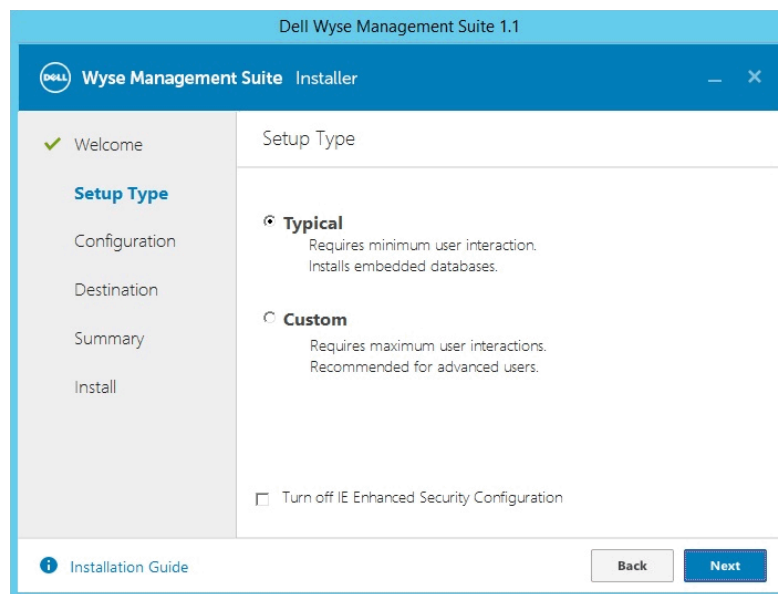 Dell Wyse Management Suite 1.1
DELL Wyse Management Suite Installer
Welcome
Setup Type
Configuration
Destination
Summary
Install
Setup Type
Typical
Requires minimum user interaction.
Installs embedded databases.
Custom
Requires maximum user interactions.
Recommended for advanced users.
Turn off IE Enhanced Security Configuration
Installation Guide
Back
Next